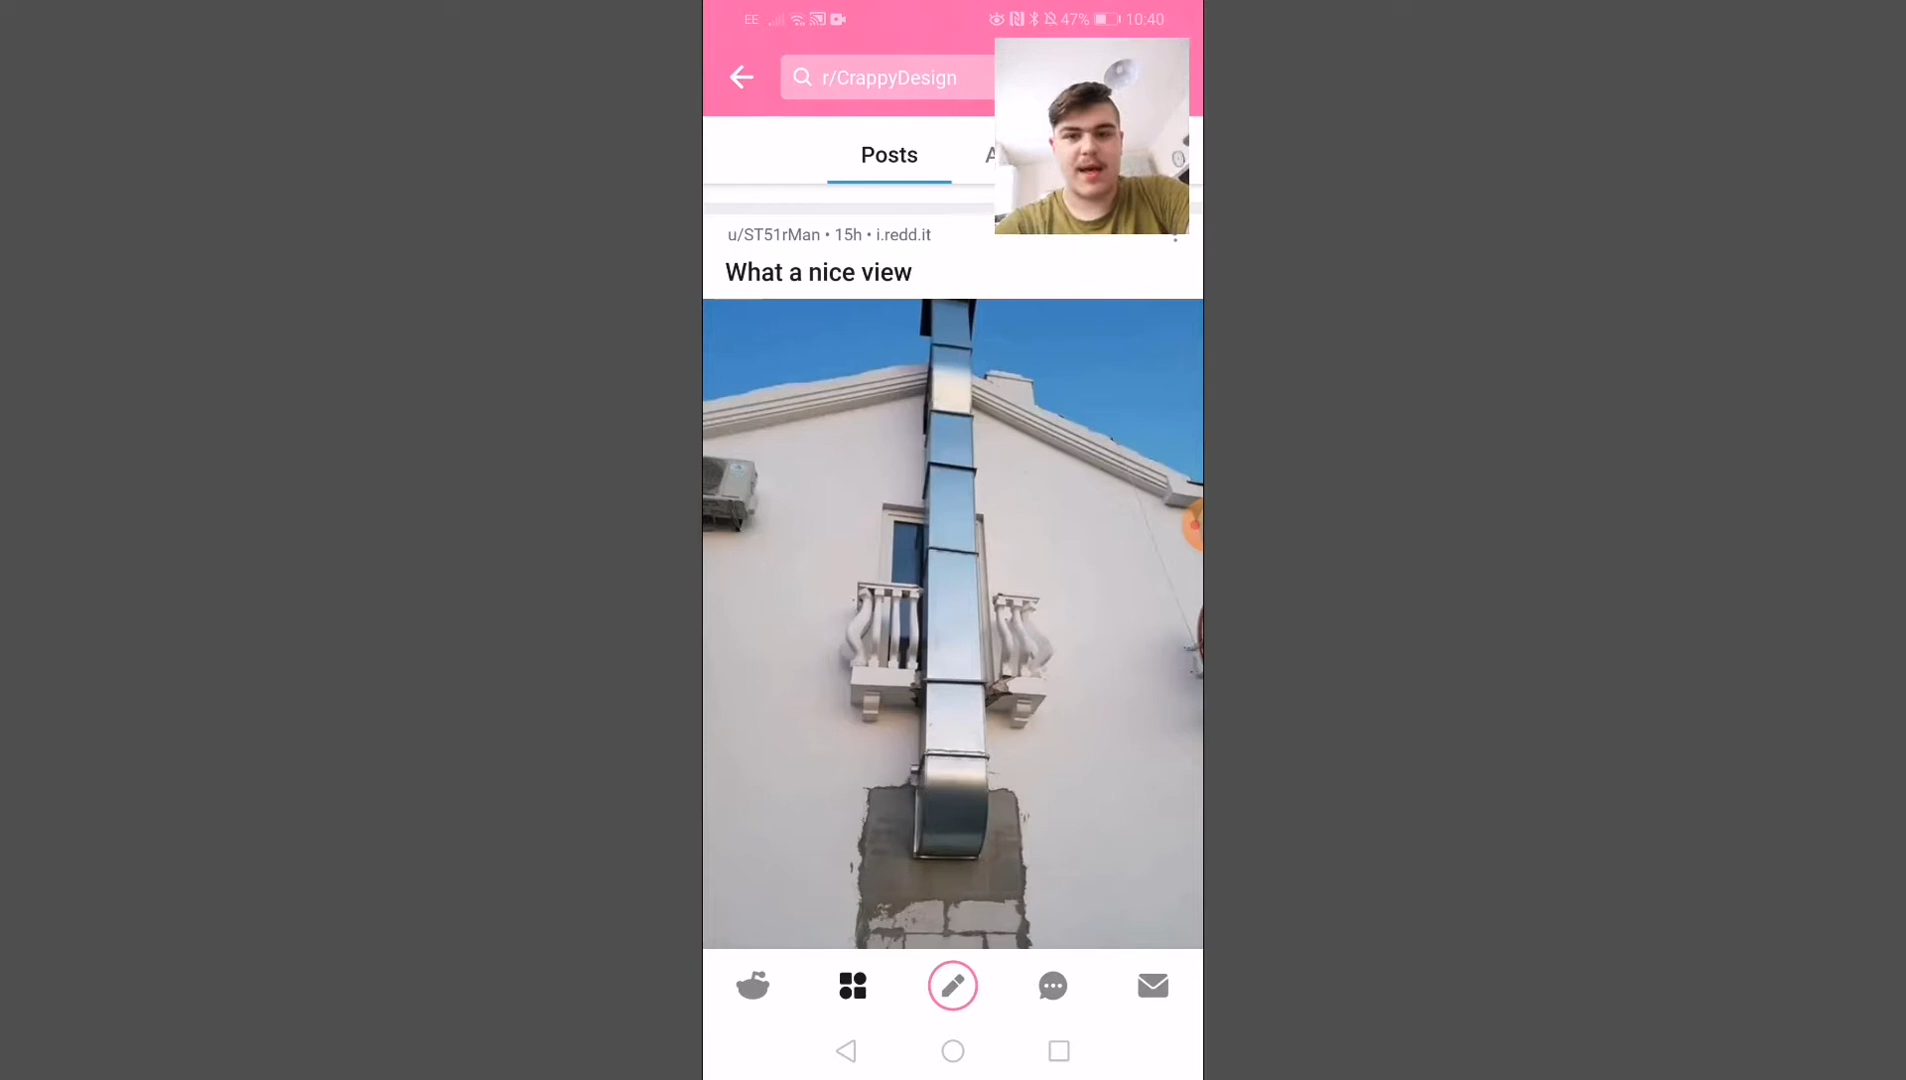 EE 47% 10:40
r/CrappyDesign
Posts A
u/ST51rMan • 15h • i.redd.it
What a nice view